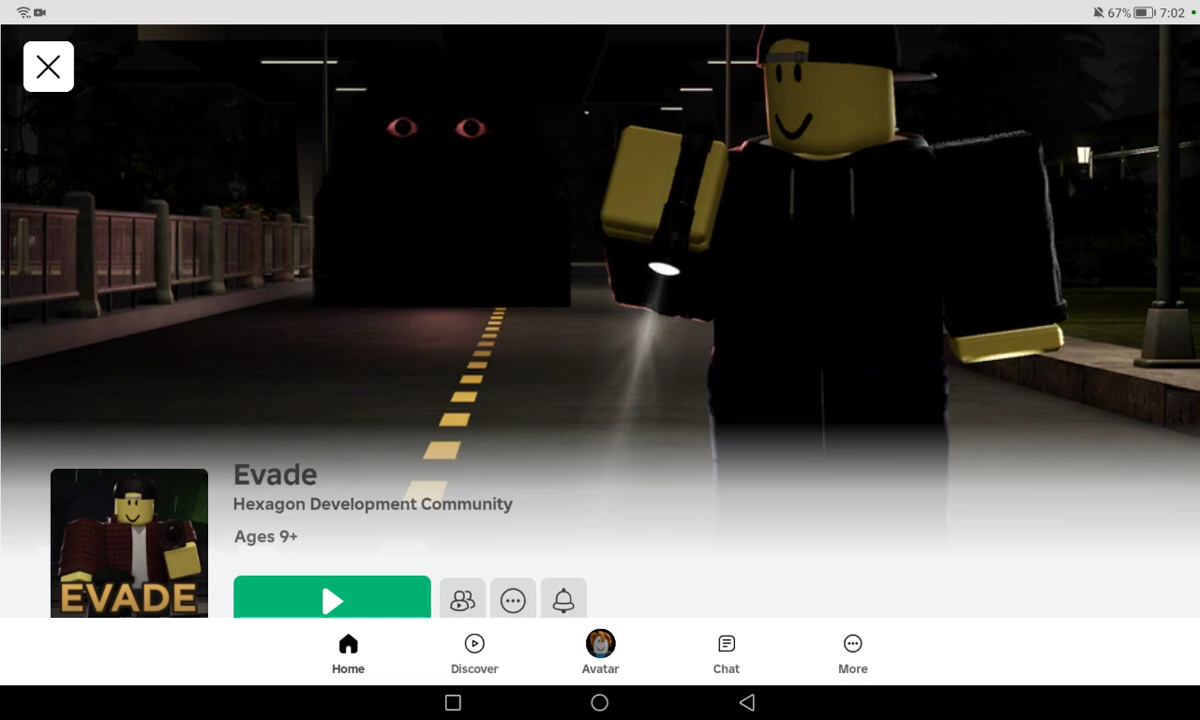 67% 7:02
Evade
Hexagon Development Community
Ages 9+
EVADE
Home Discover Avatar Chat More